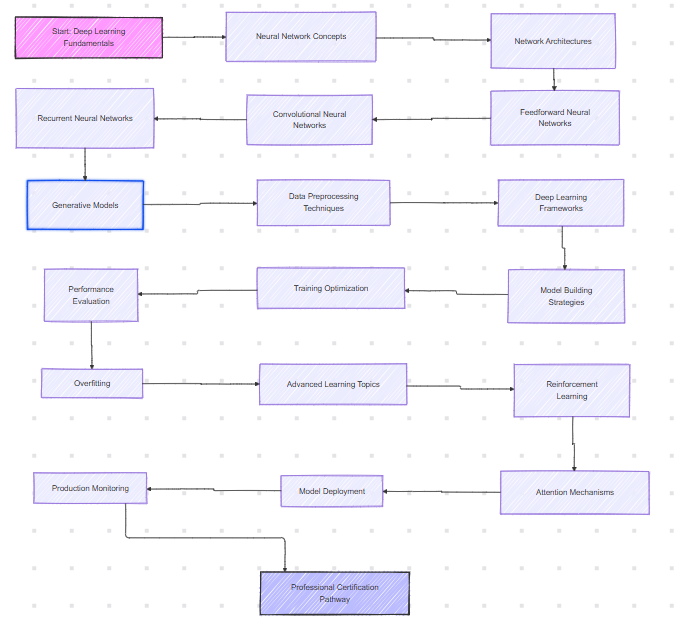 Start: Deep Learning
Fundamentals
Neural Network Concepts
Network Architectures
Recurrent Neural Networks
Convolutional Neural
Networks
Feedforward Neural
Networks
Generative Models
Data Preprocessing
Techniques
Deep Learning
Frameworks
Performance
Evaluation
Training Optimization
Model Building
Strategies
Overfitting
Advanced Learning Topics
Reinforcement
Learning
Production Monitoring
Model Deployment
Attention Mechanisms
Professional Certification
Pathway